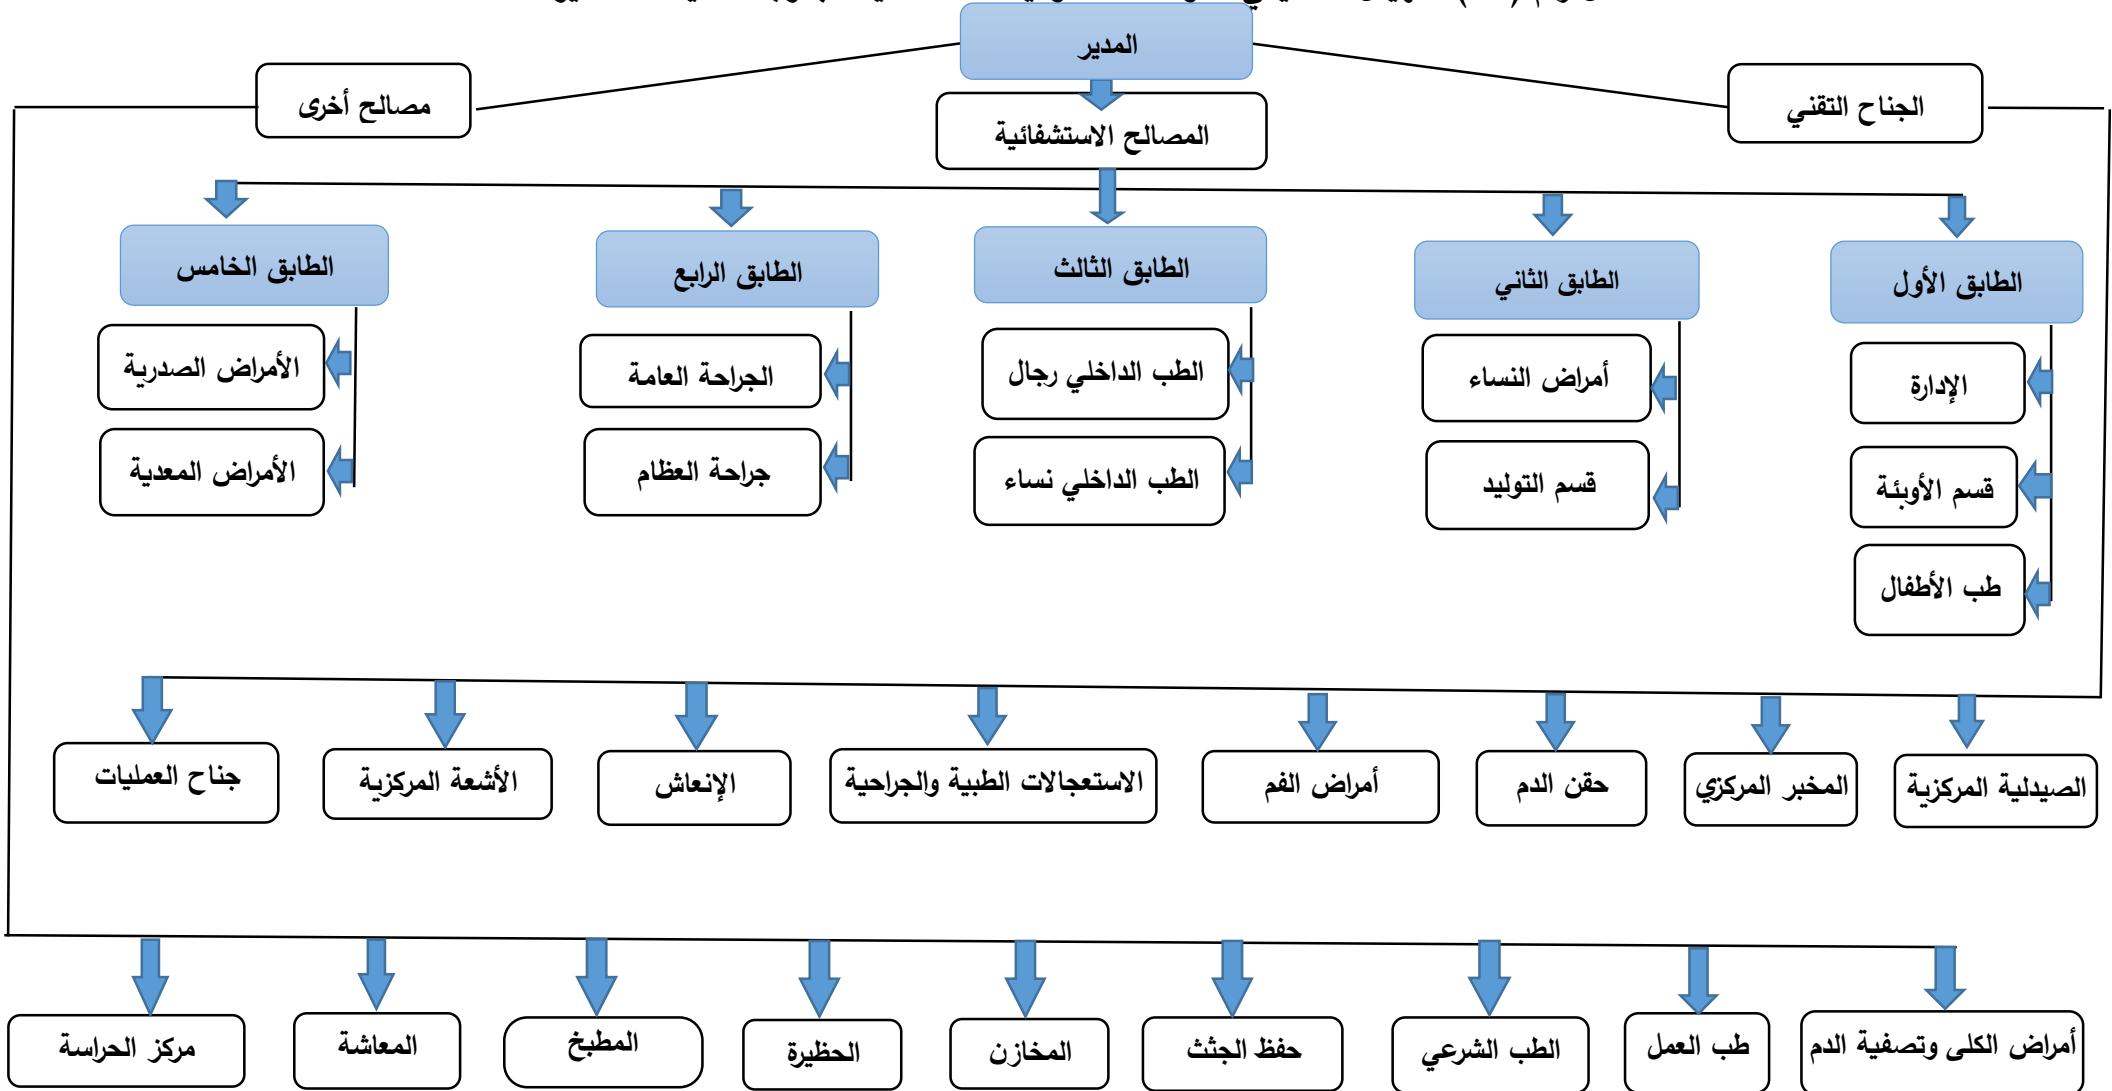 المدير
الجناح التقني
المصالح الاستشفائية
مصالح أخرى
الطابق الأول
الطابق الثاني
الطابق الثالث
الطابق الرابع
الطابق الخامس
الإدارة
قسم الأوبئة
طب الأطفال
أمراض النساء
قسم التوليد
الطب الداخلي رجال
الطب الداخلي نساء
الجراحة العامة
جراحة العظام
الأمراض الصدرية
الأمراض المعدية
الصيدلية المركزية
المخبر المركزي
حقن الدم
أمراض الفم
الاستعجالات الطبية والجراحية
الإنعاش
الأشعة المركزية
جناح العمليات
أمراض الكلى وتصفية الدم
طب العمل
الطب الشرعي
حفظ الجثث
المخازن
الحظيرة
المطبخ
المعاشة
مركز الحراسة